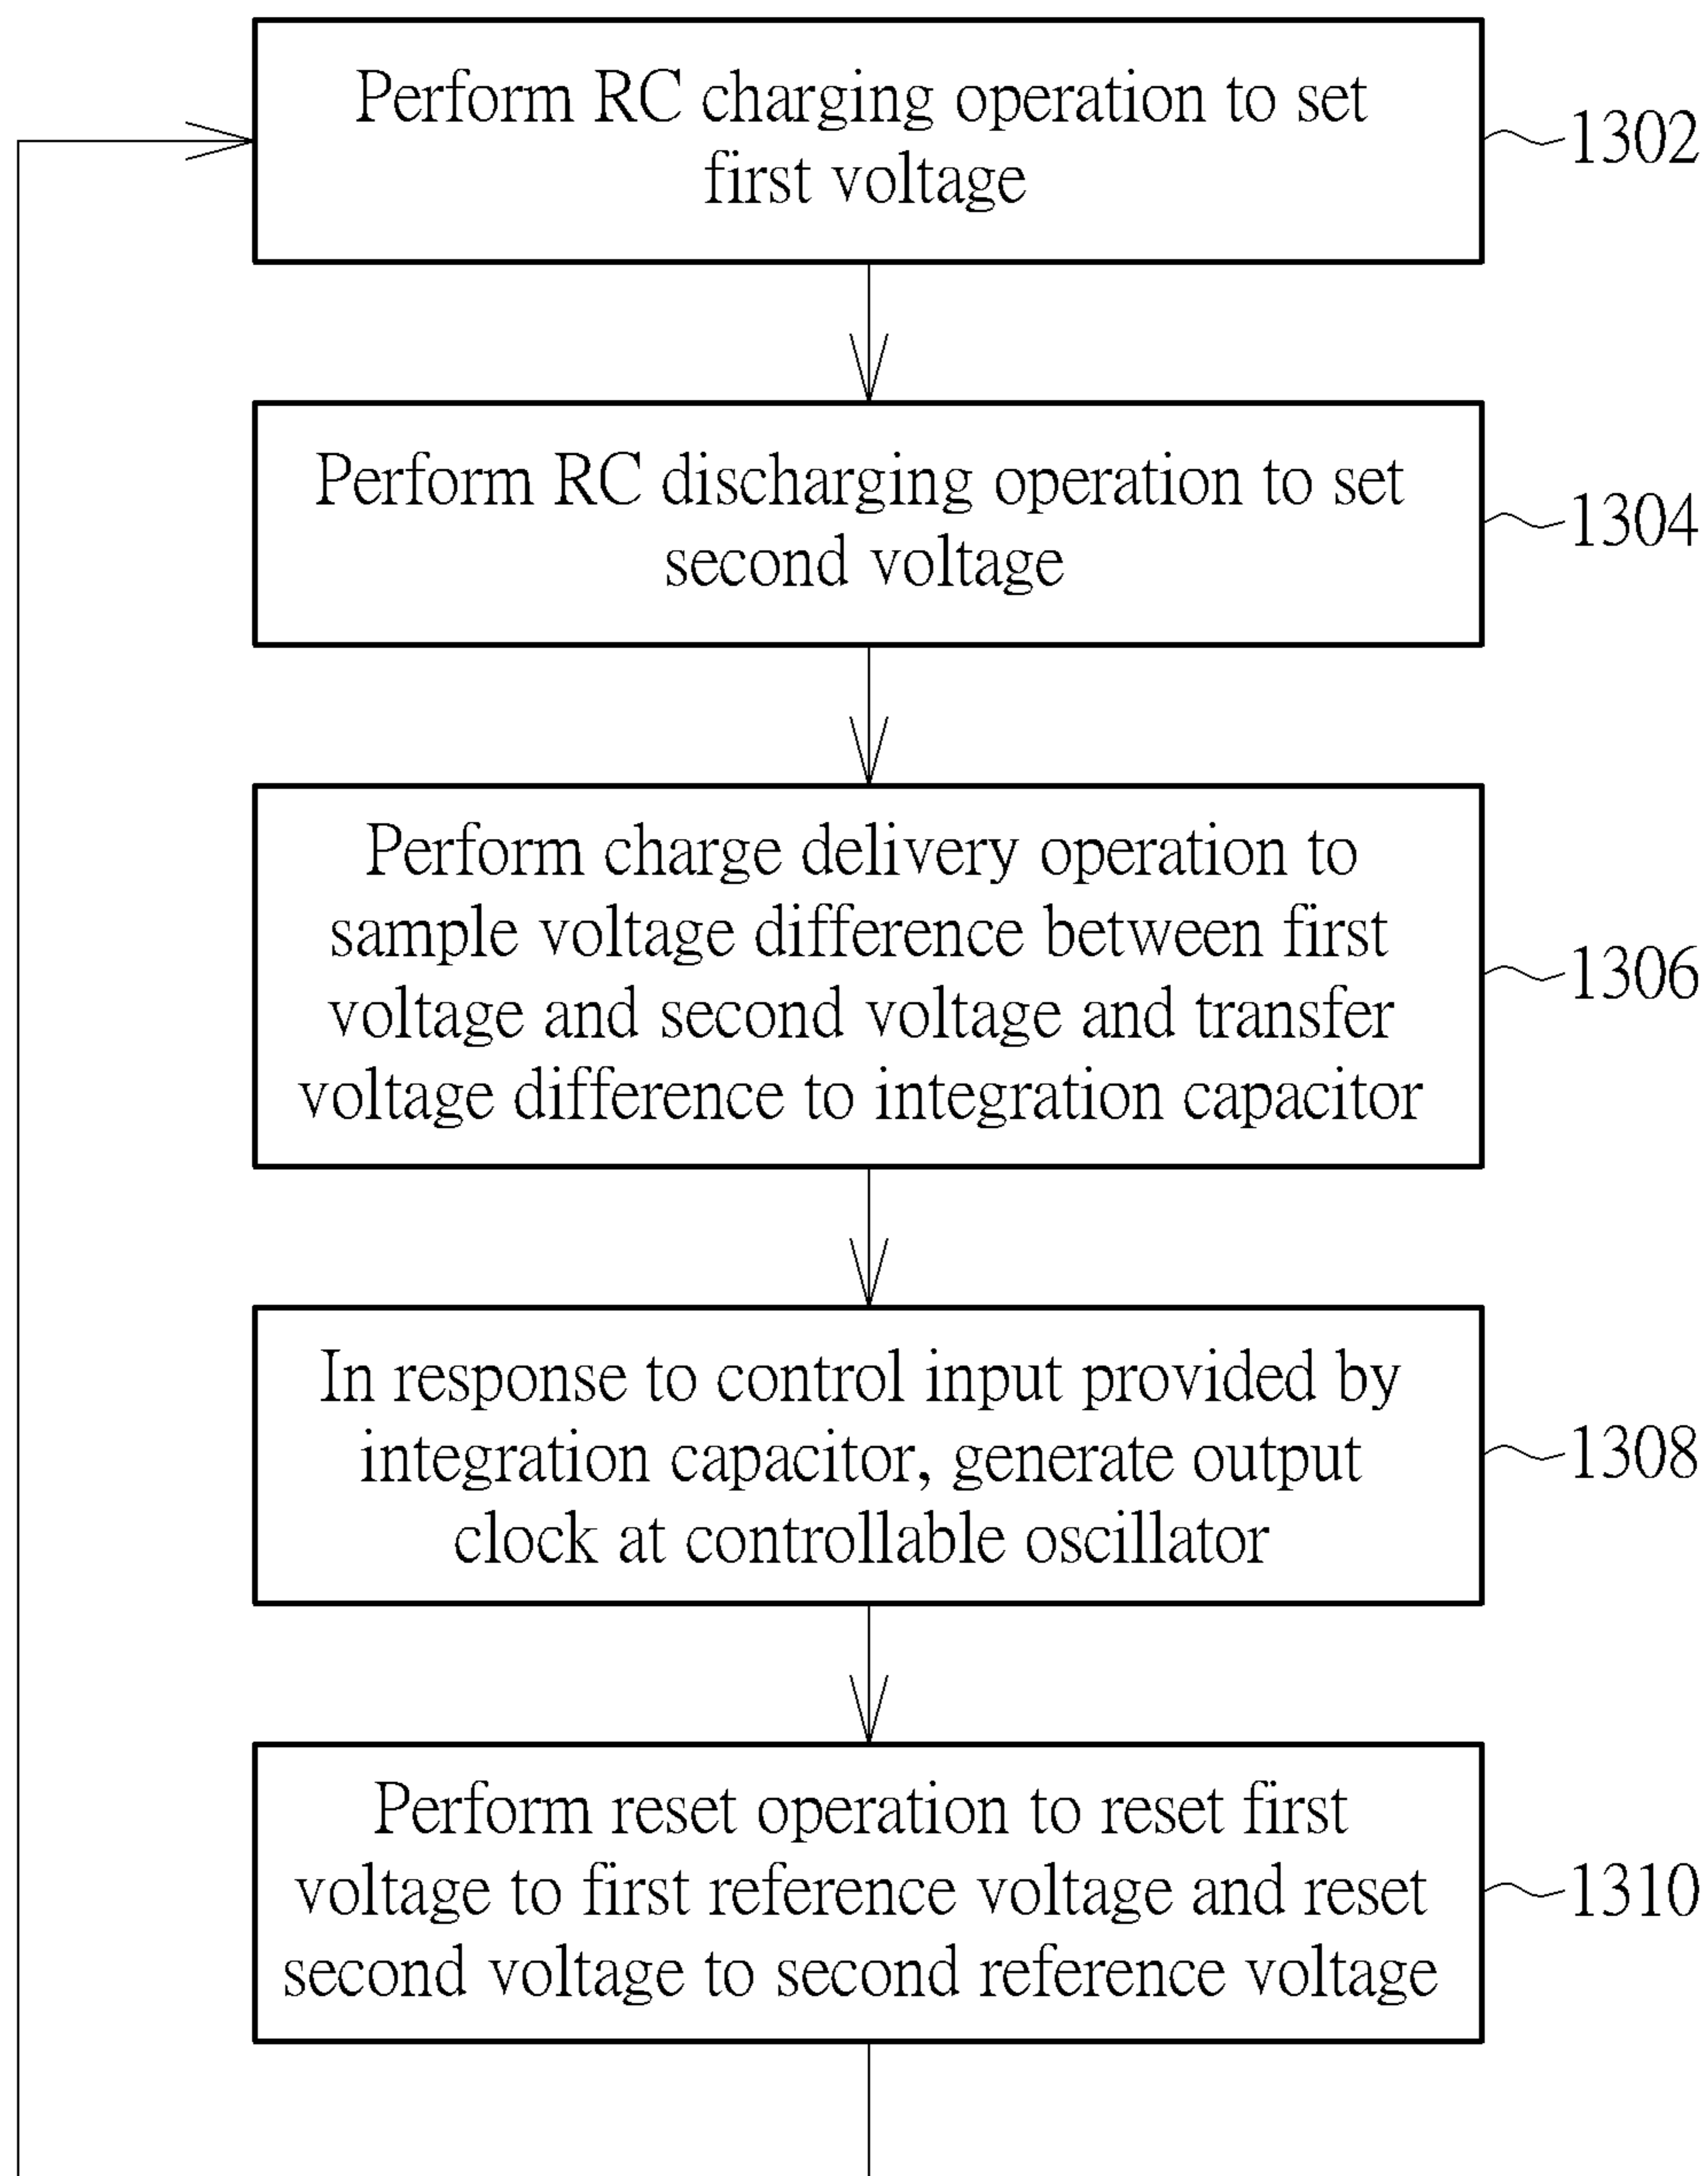 Perform RC charging operation to set
first voltage
1302
Perform RC discharging operation to set
second voltage
1304
Perform charge delivery operation to
sample voltage difference between first
voltage and second voltage and transfer
voltage difference to integration capacitor
1306
In response to control input provided by
integration capacitor, generate output
clock at controllable oscillator
1308
Perform reset operation to reset first
voltage to first reference voltage and reset
second voltage to second reference voltage
1310